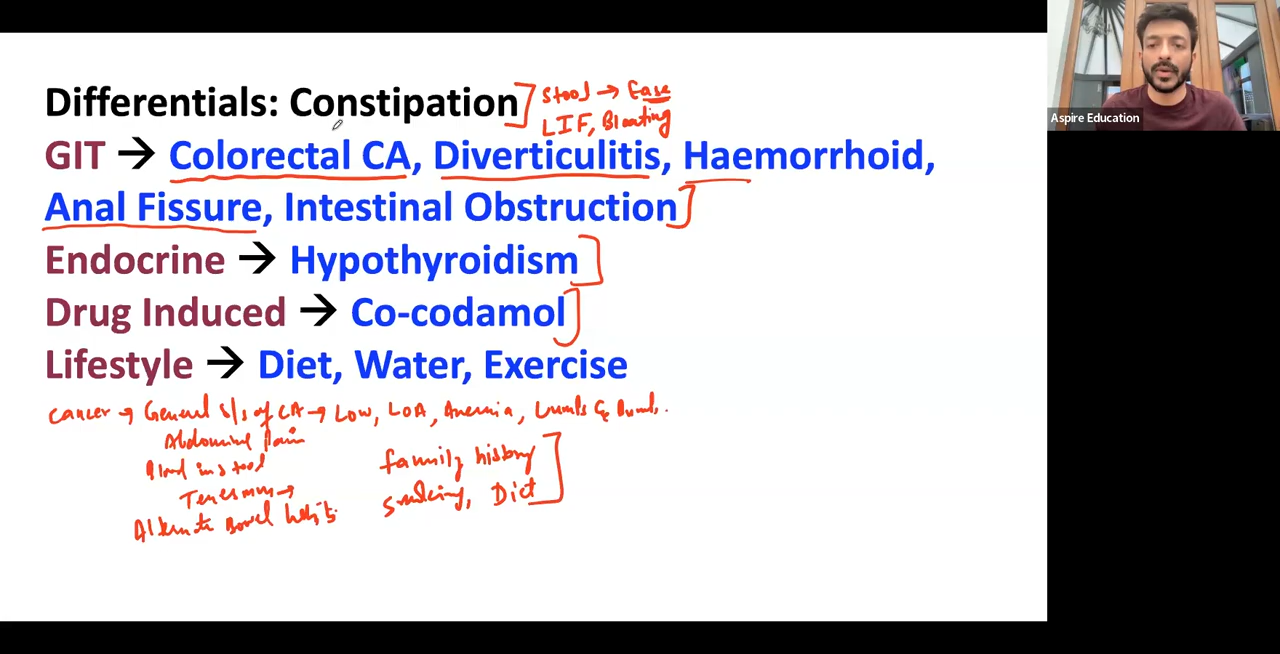 Differentials: Constipation
Stool → Ease
LIF, Bloating
GIT → Colorectal CA, Diverticulitis, Haemorrhoid,
Anal Fissure, Intestinal Obstruction
Endocrine → Hypothyroidism
Drug Induced → Co-codamol
Lifestyle → Diet, Water, Exercise
Cancer → General S/s of CA → LOW, LOA, Anemia, Lumps & Bumps.
Abdomine pain
Blood in stool
Tenesmus →
Alternate Bowel habits
family history
smoking, Diet
Aspire Education